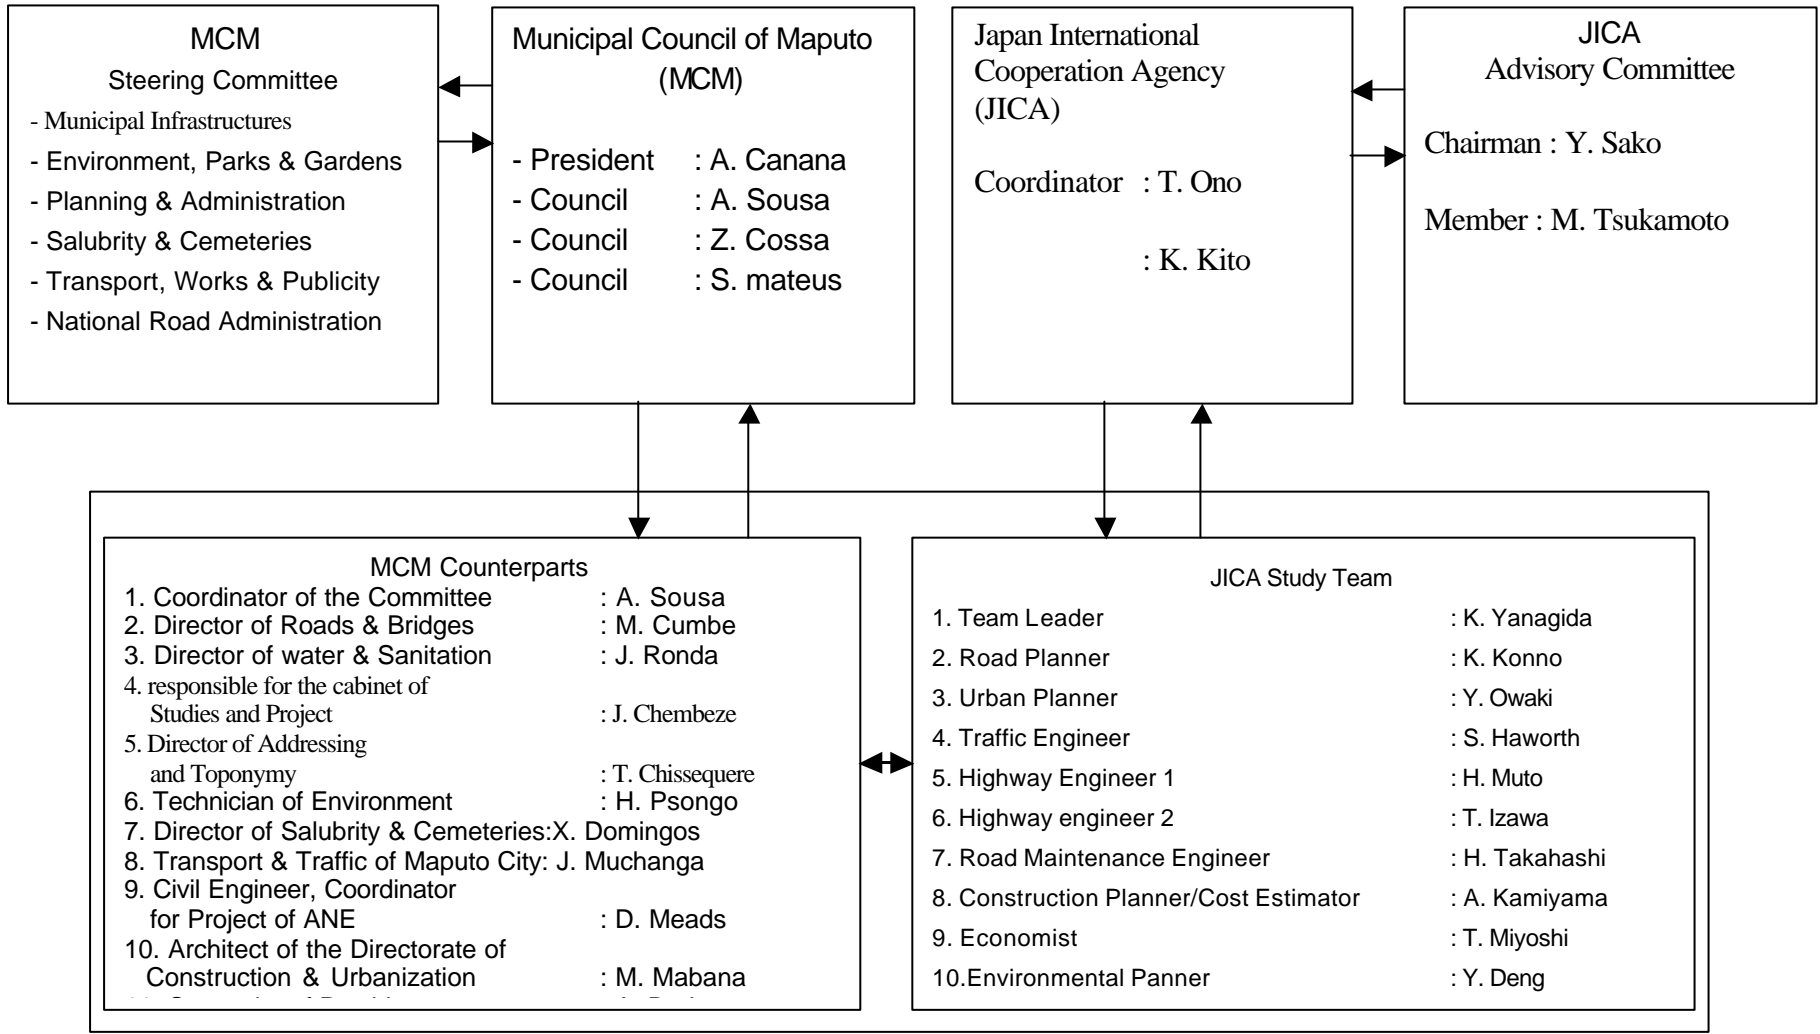 MCM
Steering Committee
- Municipal Infrastructures
- Environment, Parks & Gardens
- Planning & Administration
- Salubrity & Cemeteries
- Transport, Works & Publicity
- National Road Administration
Municipal Council of Maputo
(MCM)
- President : A. Canana
- Council : A. Sousa
- Council : Z. Cossa
- Council : S. mateus
Japan International
Cooperation Agency
(JICA)
Coordinator : T. Ono
: K. Kito
JICA
Advisory Committee
Chairman : Y. Sako
Member : M. Tsukamoto
MCM Counterparts
1. Coordinator of the Committee : A. Sousa
2. Director of Roads & Bridges : M. Cumbe
3. Director of water & Sanitation : J. Ronda
4. responsible for the cabinet of
Studies and Project : J. Chembeze
5. Director of Addressing
and Toponymy : T. Chissequere
6. Technician of Environment : H. Psongo
7. Director of Salubrity & Cemeteries:X. Domingos
8. Transport & Traffic of Maputo City: J. Muchanga
9. Civil Engineer, Coordinator
for Project of ANE : D. Meads
10. Architect of the Directorate of
Construction & Urbanization : M. Mabana
JICA Study Team
1. Team Leader : K. Yanagida
2. Road Planner : K. Konno
3. Urban Planner : Y. Owaki
4. Traffic Engineer : S. Haworth
5. Highway Engineer 1 : H. Muto
6. Highway engineer 2 : T. Izawa
7. Road Maintenance Engineer : H. Takahashi
8. Construction Planner/Cost Estimator : A. Kamiyama
9. Economist : T. Miyoshi
10.Environmental Panner : Y. Deng